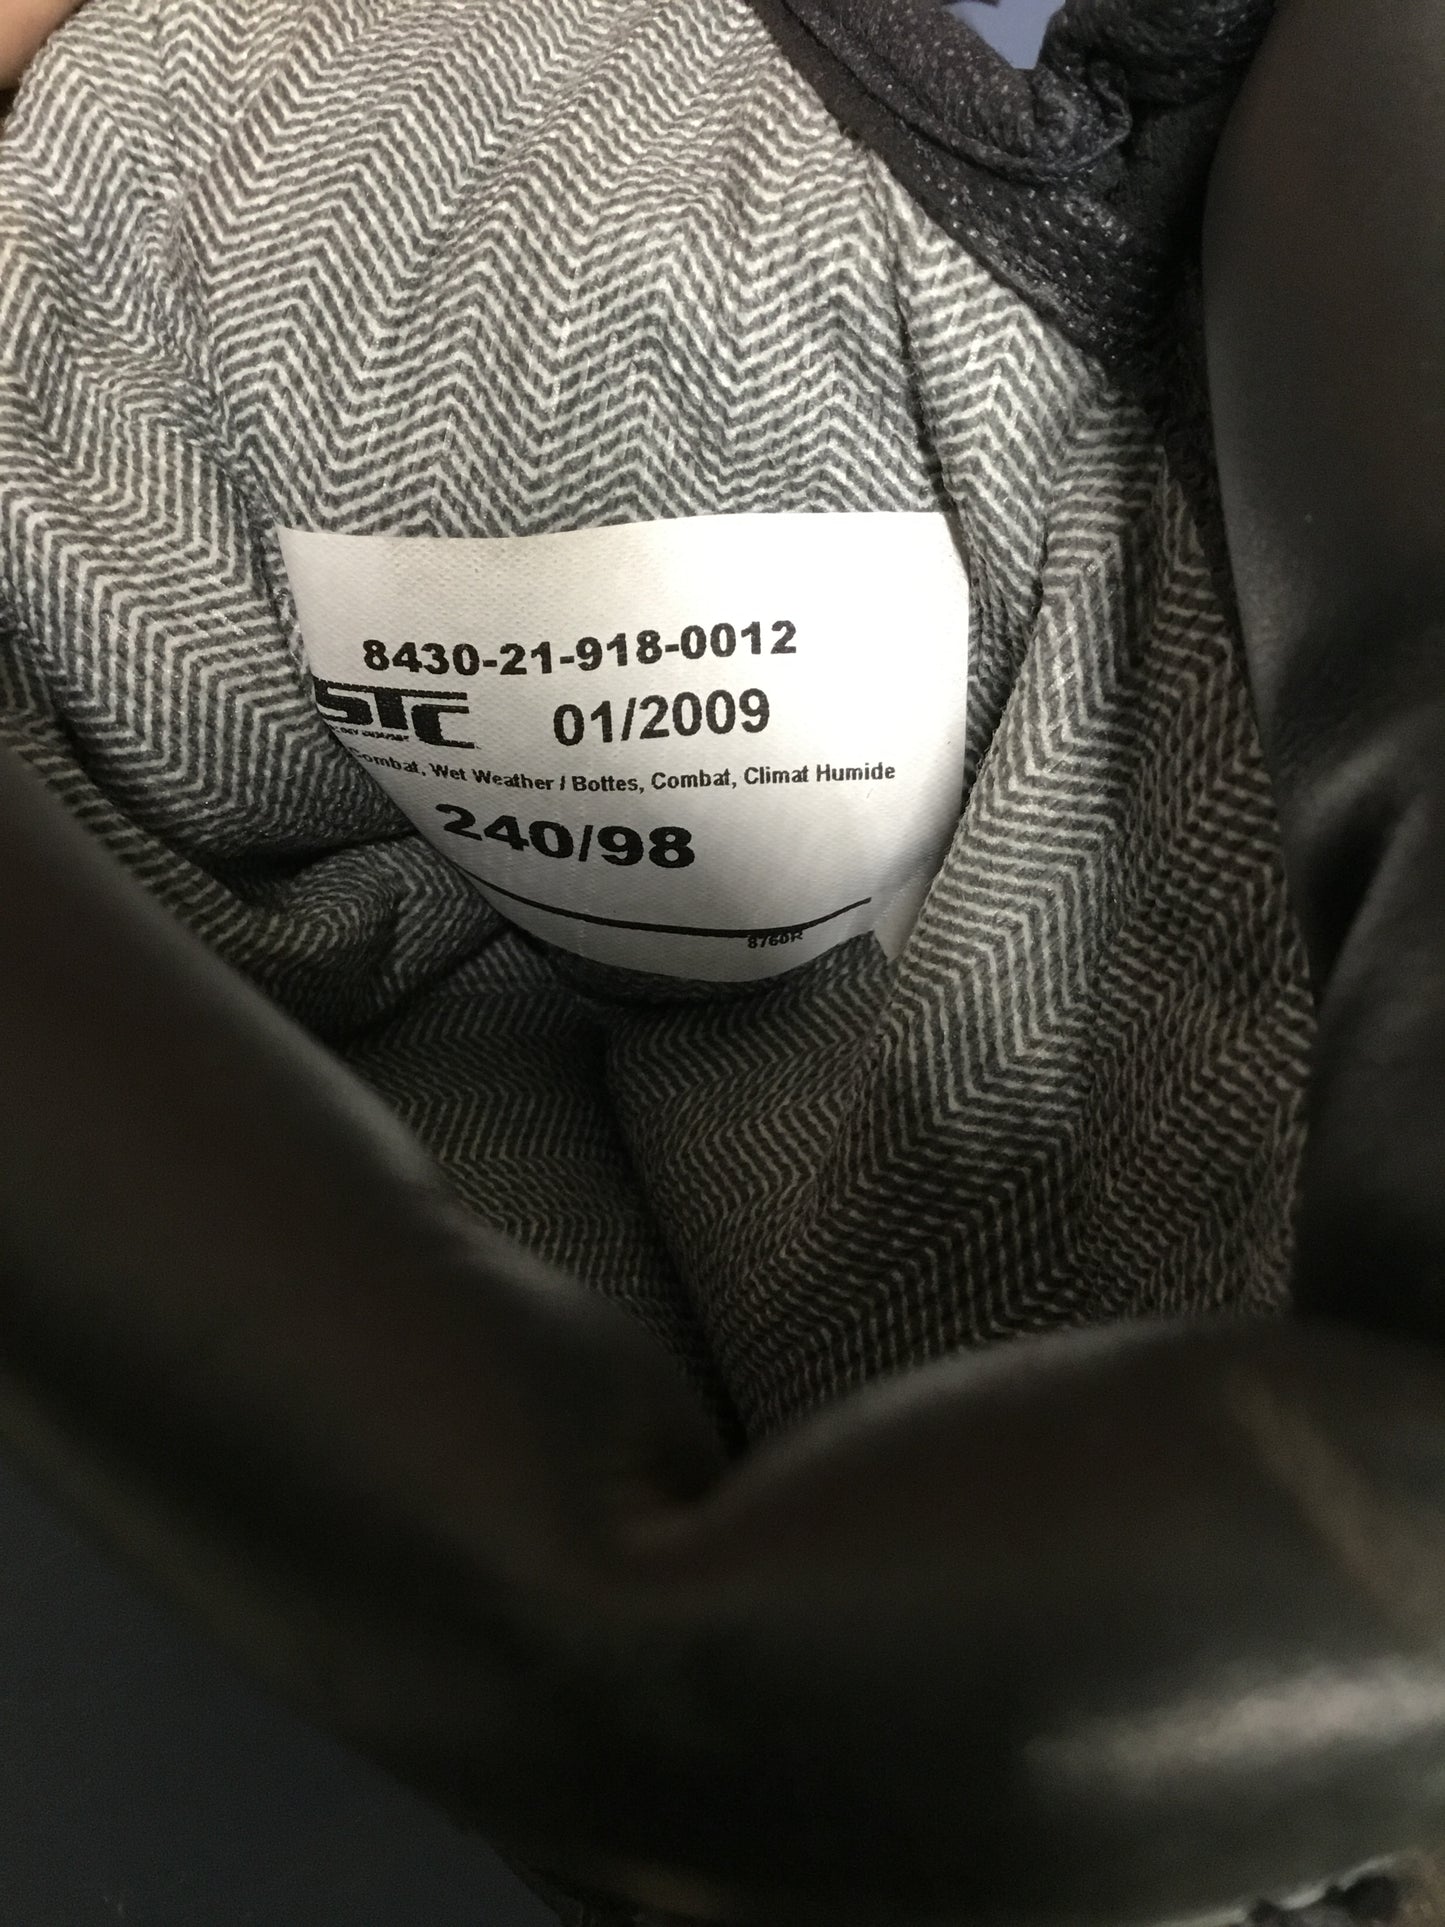 8430-21-918-0012
STC 01/2009
Combat, Wet Weather / Bottes, Combat, Climat Humide
240/98
8760R